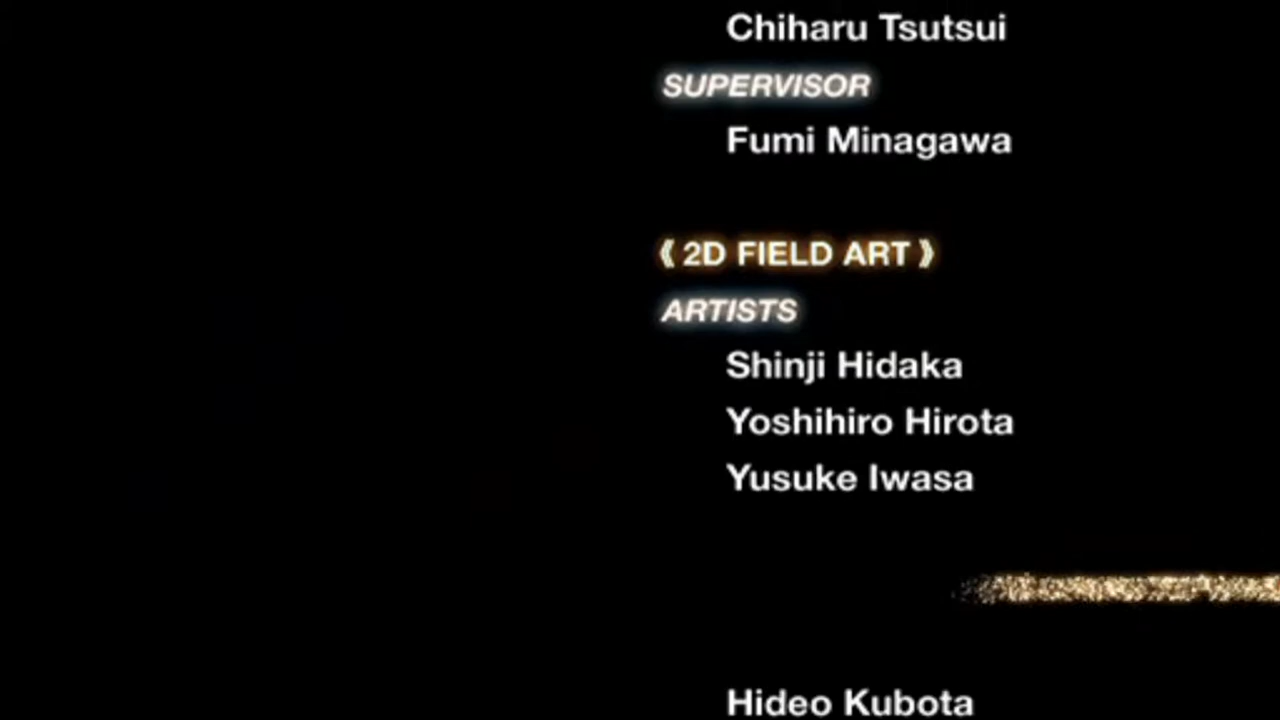 Chiharu Tsutsui
SUPERVISOR
Fumi Minagawa
⟪ 2D FIELD ART ⟫
ARTISTS
Shinji Hidaka
Yoshihiro Hirota
Yusuke Iwasa
Hideo Kubota